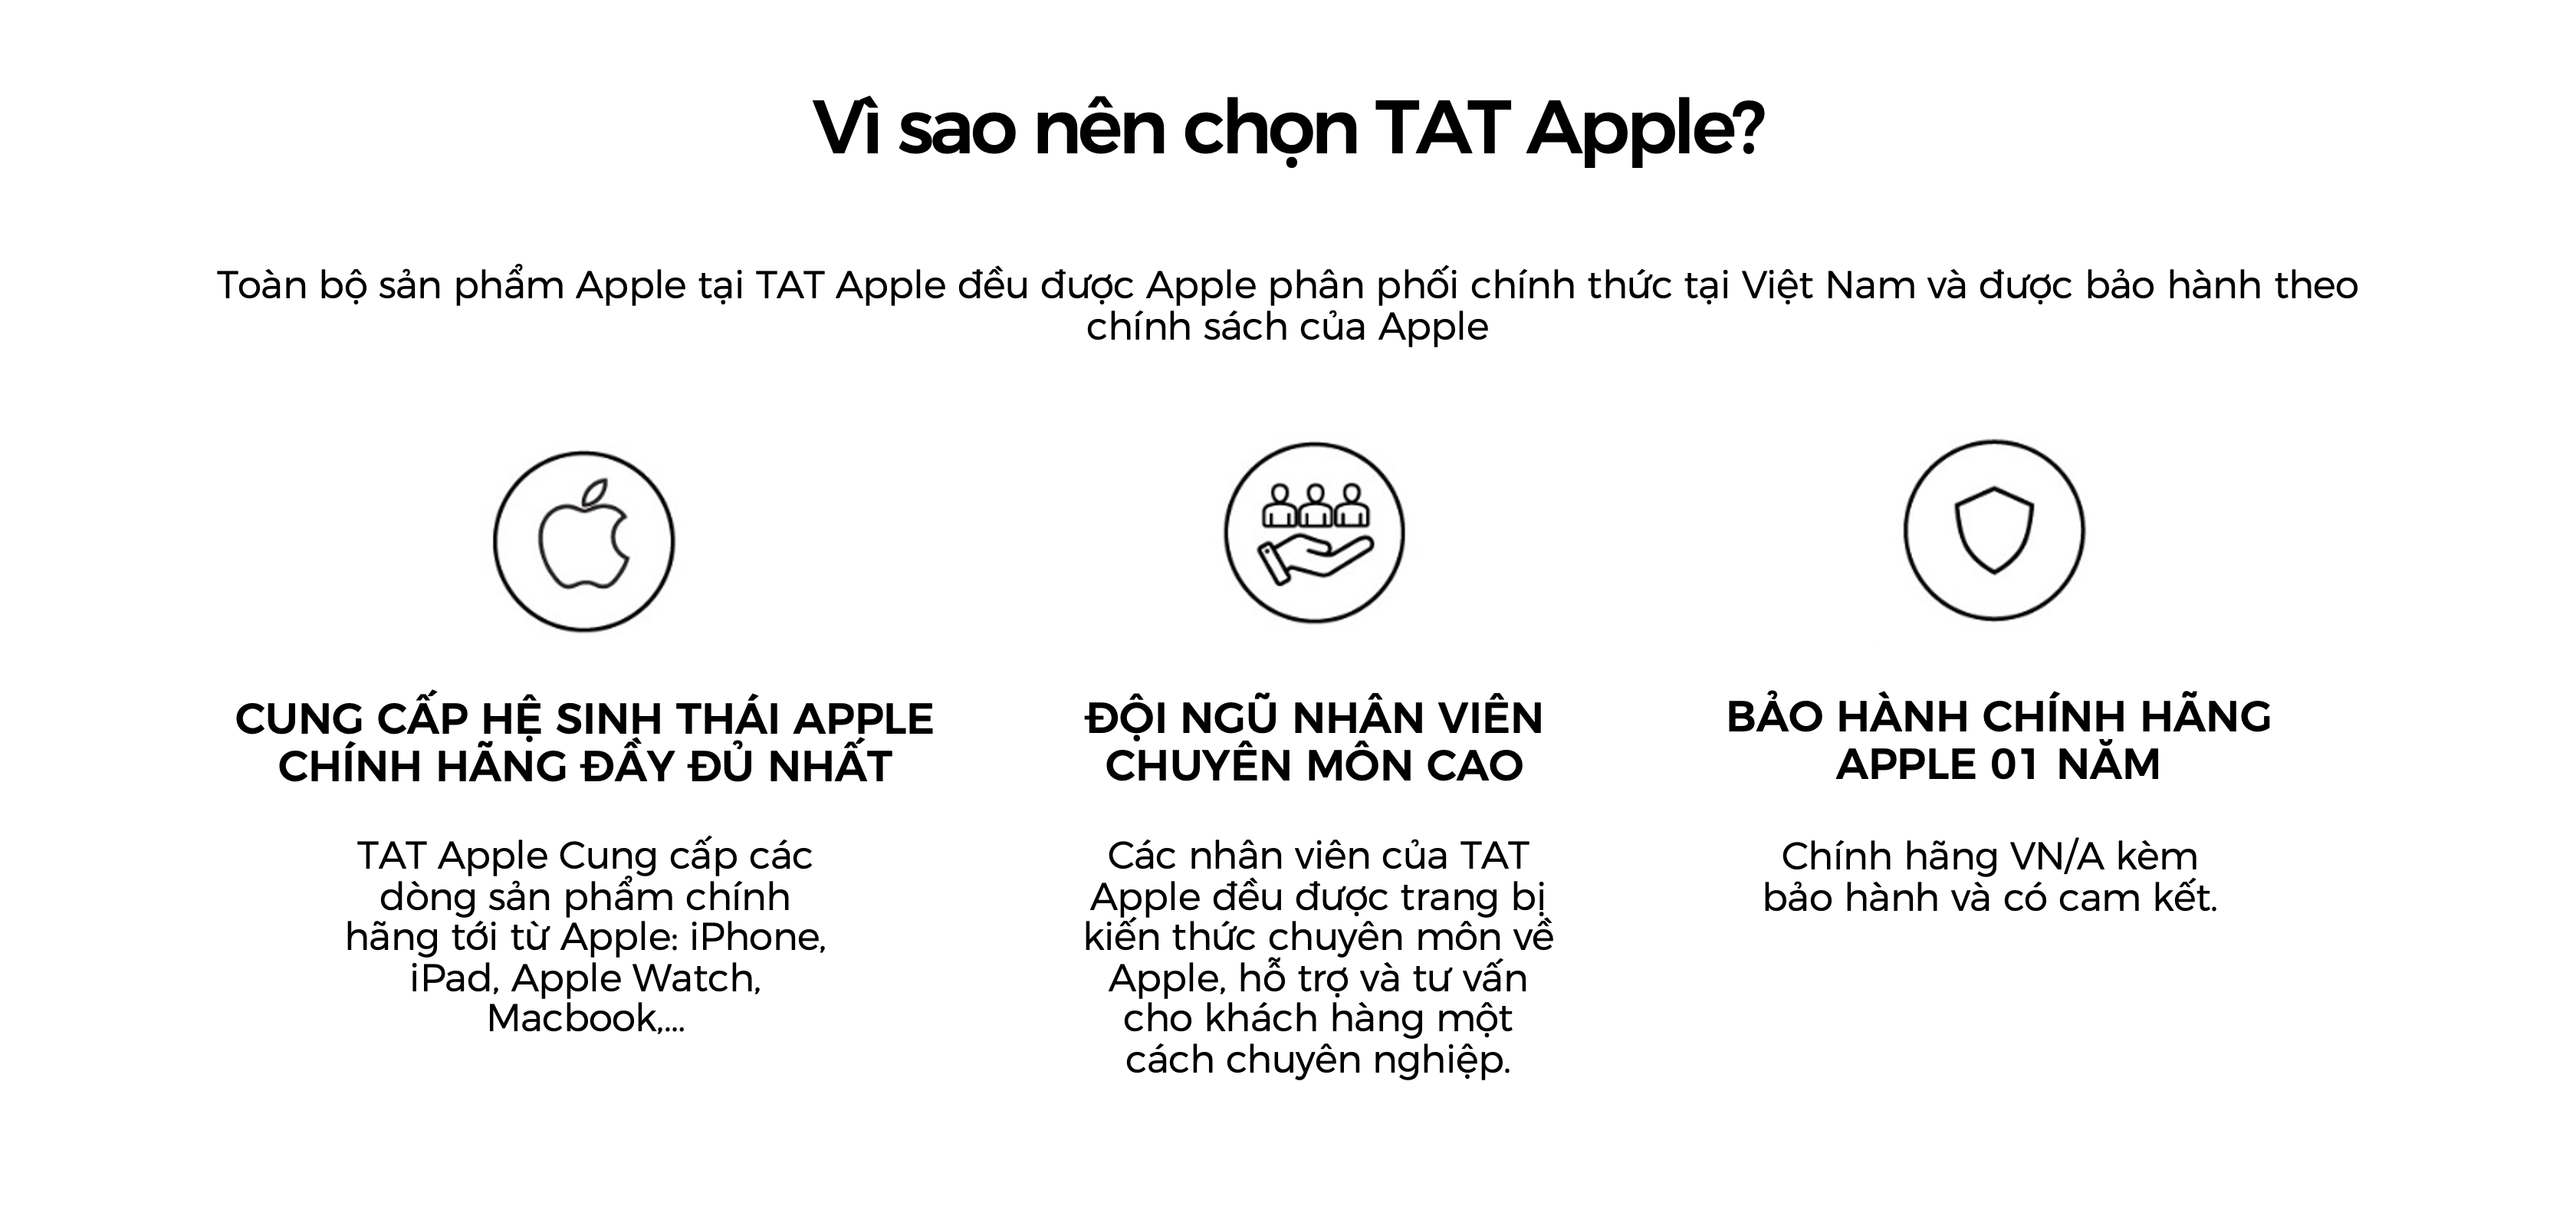 Vì sao nên chọn TAT Apple?
Toàn bộ sản phẩm Apple tại TAT Apple đều được Apple phân phối chính thức tại Việt Nam và được bảo hành theo
chính sách của Apple
CUNG CẤP HỆ SINH THÁI APPLE
CHÍNH HÃNG ĐẦY ĐỦ NHẤT
TAT Apple Cung cấp các
dòng sản phẩm chính
hãng tới từ Apple: iPhone,
iPad, Apple Watch,
Macbook,...
ĐỘI NGŨ NHÂN VIÊN
CHUYÊN MÔN CAO
Các nhân viên của TAT
Apple đều được trang bị
kiến thức chuyên môn về
Apple, hỗ trợ và tư vấn
cho khách hàng một
cách chuyên nghiệp.
BẢO HÀNH CHÍNH HÃNG
APPLE 01 NĂM
Chính hãng VN/A kèm
bảo hành và có cam kết.